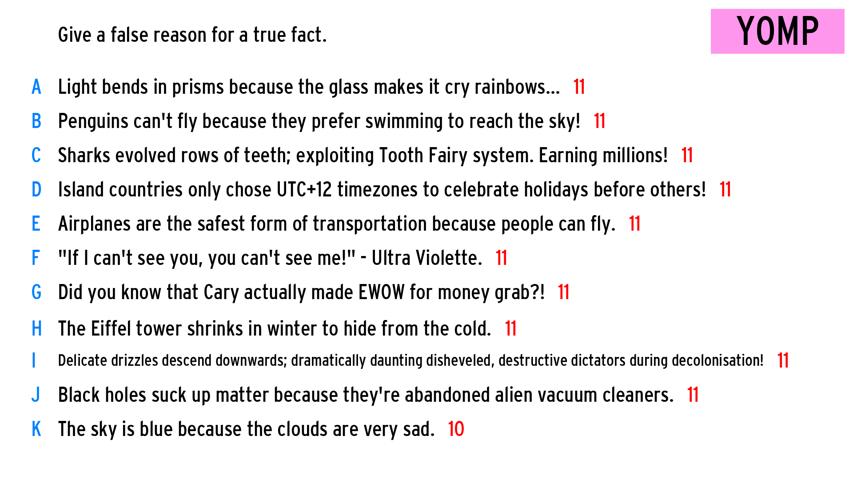 Give a false reason for a true fact.
YOMP
A Light bends in prisms because the glass makes it cry rainbows... 11
B Penguins can't fly because they prefer swimming to reach the sky! 11
C Sharks evolved rows of teeth; exploiting Tooth Fairy system. Earning millions! 11
D Island countries only chose UTC+12 timezones to celebrate holidays before others! 11
E Airplanes are the safest form of transportation because people can fly. 11
F "If I can't see you, you can't see me!" - Ultra Violette. 11
G Did you know that Cary actually made EWOW for money grab?! 11
H The Eiffel tower shrinks in winter to hide from the cold. 11
I Delicate drizzles descend downwards; dramatically daunting disheveled, destructive dictators during decolonisation! 11
J Black holes suck up matter because they're abandoned alien vacuum cleaners. 11
K The sky is blue because the clouds are very sad. 10